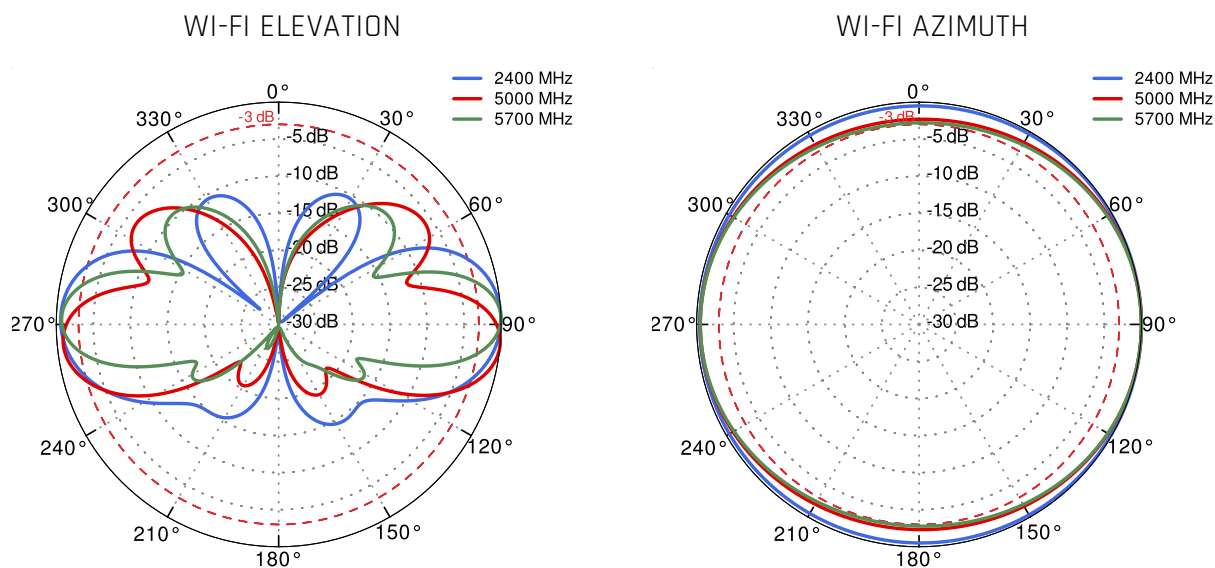 WI-FI ELEVATION
2400 MHz
5000 MHz
5700 MHz
0°
330°
30°
-3 dB
-5 dB
-10 dB
300°
60°
-15 dB
-20 dB
-25 dB
270°
-30 dB
90°
240°
120°
210°
150°
180°
WI-FI AZIMUTH
2400 MHz
5000 MHz
5700 MHz
0°
330°
30°
-3 dB
-5 dB
-10 dB
300°
60°
-15 dB
-20 dB
-25 dB
270°
-30 dB
90°
240°
120°
210°
150°
180°